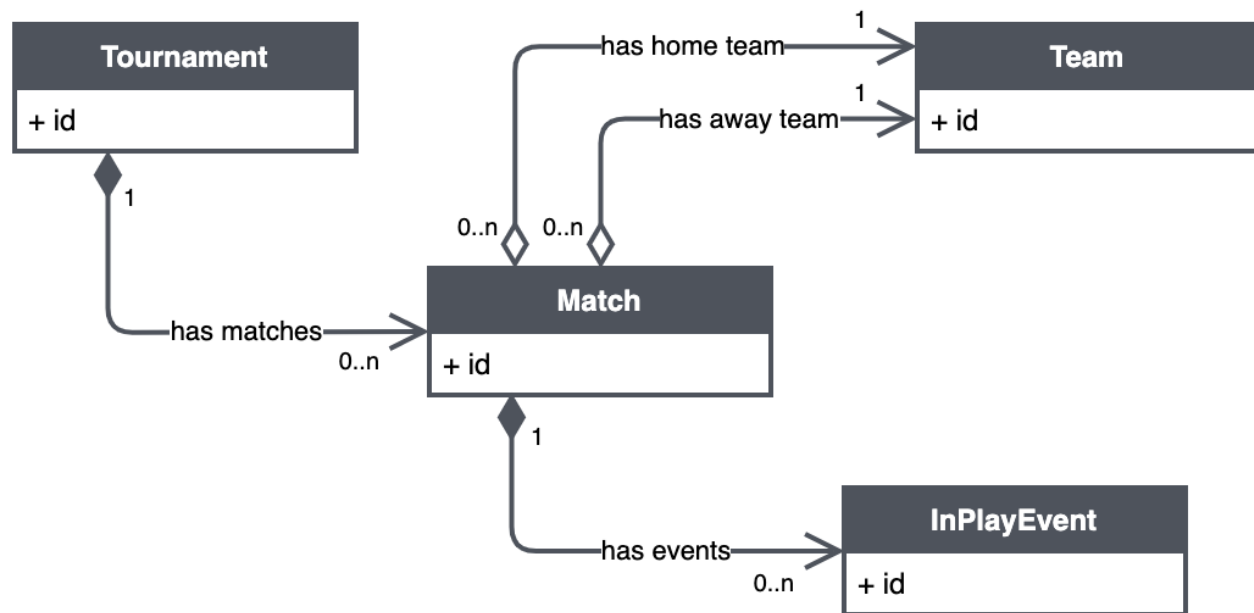 Tournament
+ id
1
has home team
1
has away team
1
Team
+ id
0..n
0..n
has matches
0..n
Match
+ id
1
has events
0..n
InPlayEvent
+ id